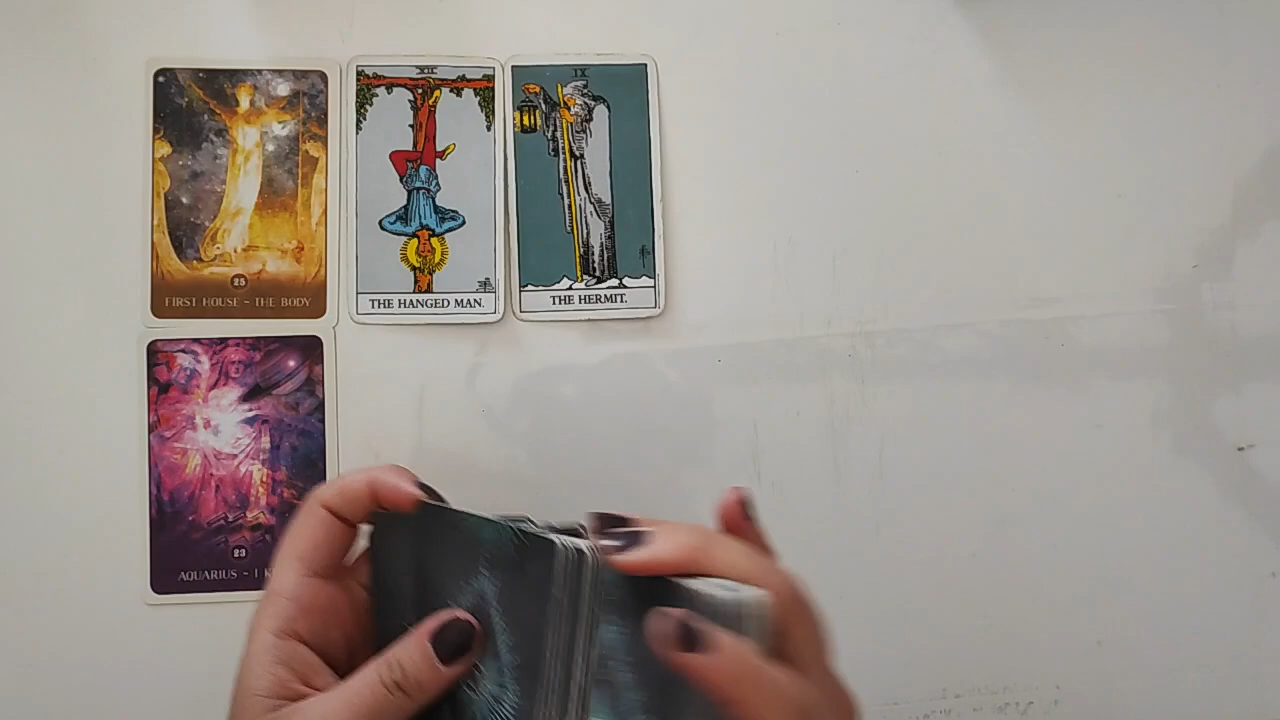 25
FIRST HOUSE ~ THE BODY
XII
THE HANGED MAN.
IX
THE HERMIT.
23
AQUARIUS ~ I